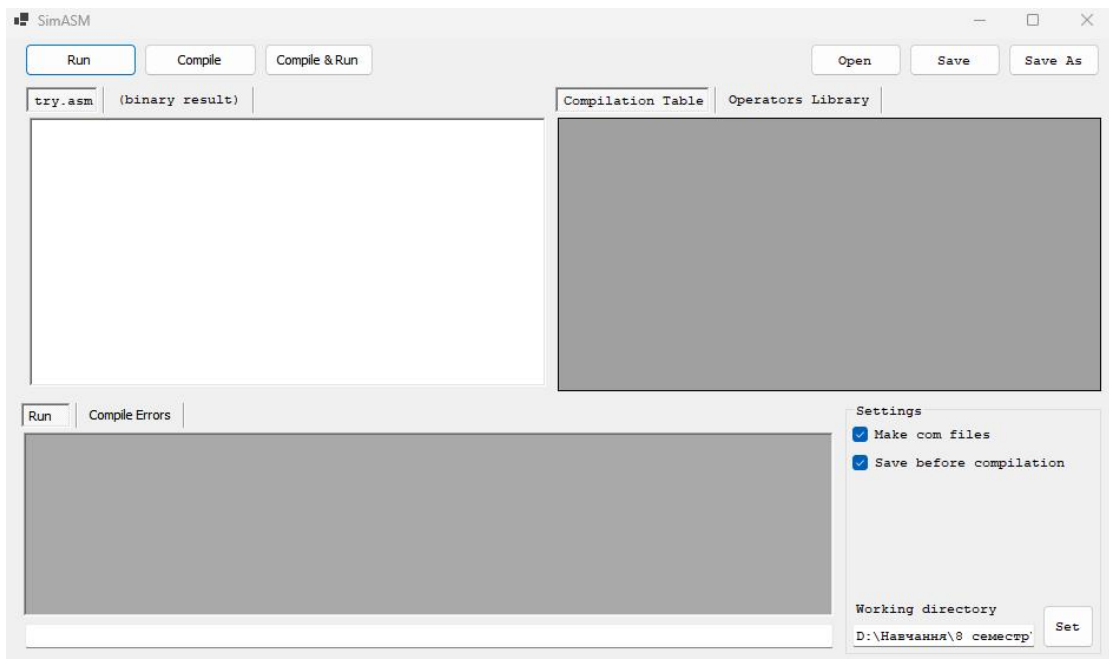 SimASM
Run Compile Compile & Run Open Save Save As
try.asm (binary result) Compilation Table Operators Library
Run Compile Errors
Settings
Make com files
Save before compilation
Working directory
D:\Навчання\8 семестр\
Set